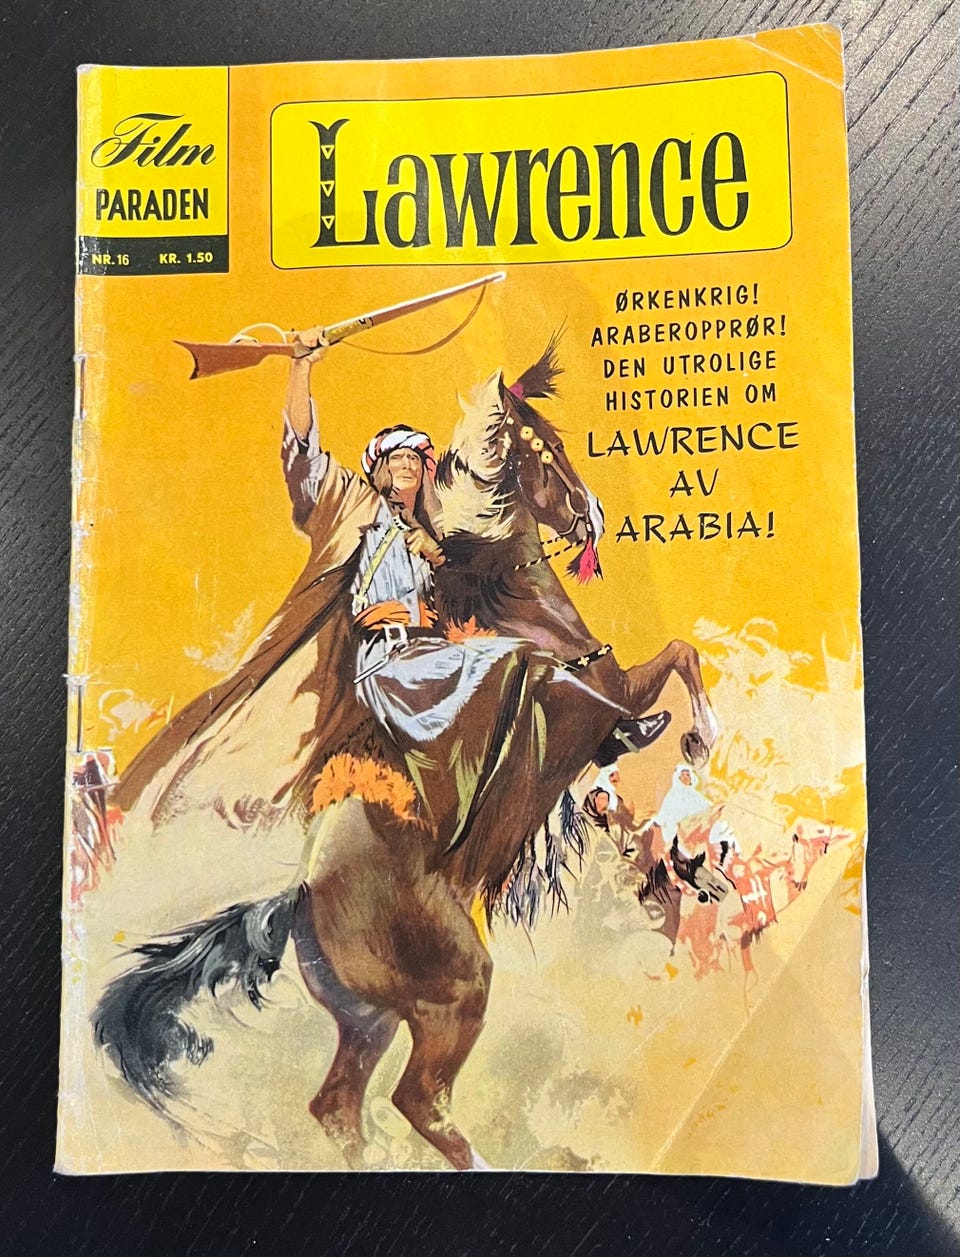 Film
PARADEN
NR. 16 KR. 1.50
Lawrence
ØRKENKRIG!
ARABEROPPRØR!
DEN UTROLIGE
HISTORIEN OM
LAWRENCE
AV
ARABIA!